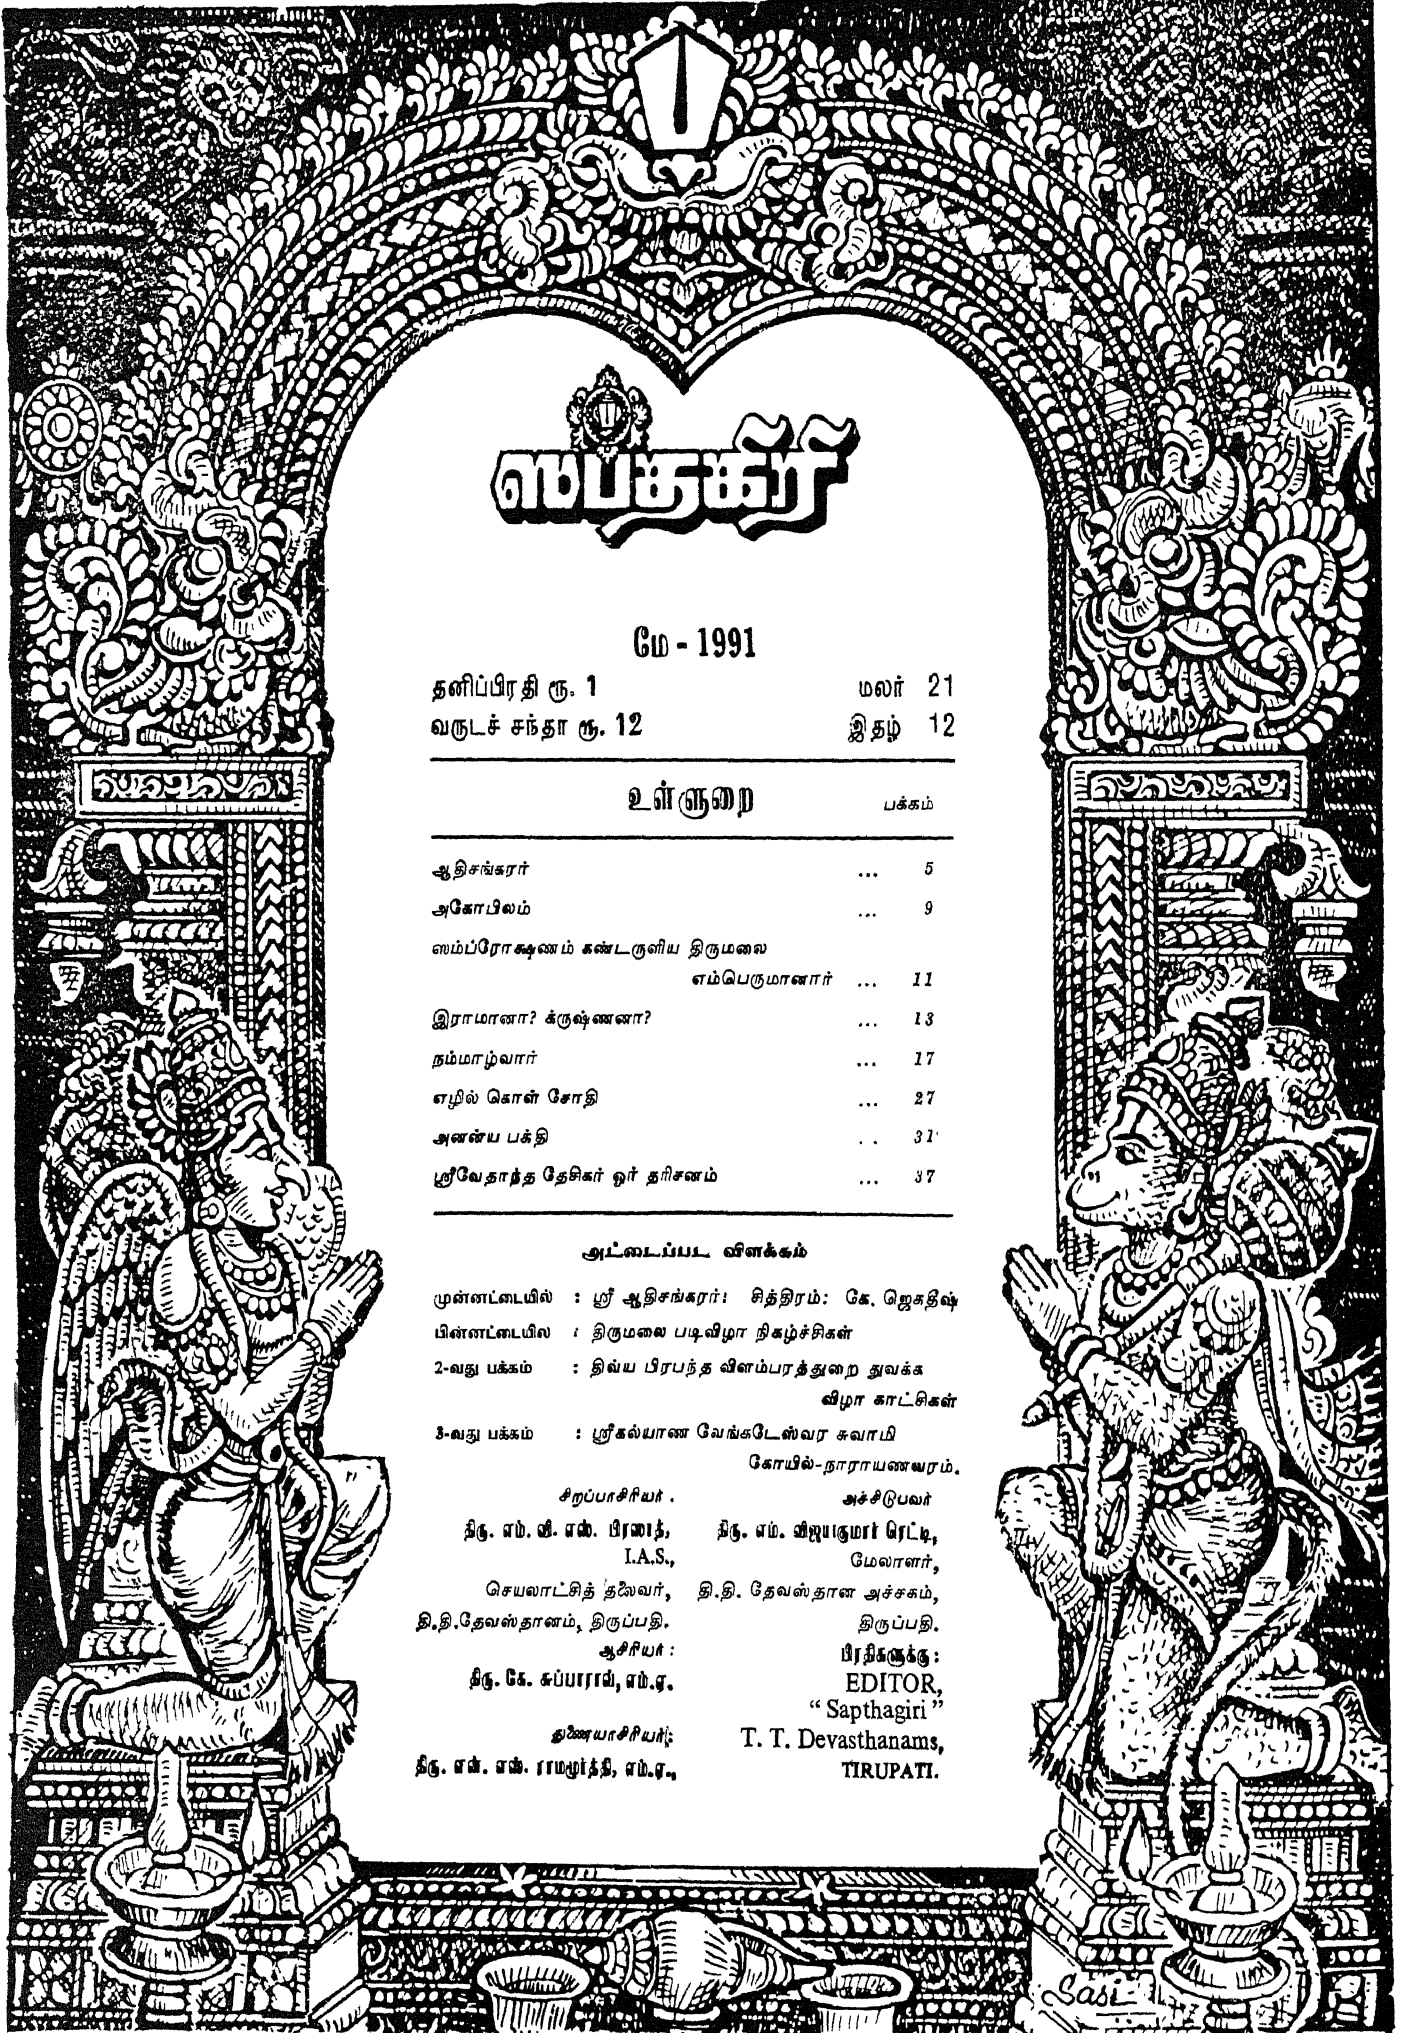 ஸப்தகிரி
மே - 1991
தனிப்பிரதி ரூ. 1 மலர் 21
வருடச் சந்தா ரூ. 12 இதழ் 12
உள்ளுறை பக்கம்
ஆதிசங்கரர் ... 5
அகோபிலம் ... 9
ஸம்ப்ரோக்ஷணம் கண்டருளிய திருமலை
எம்பெருமானார் ... 11
இராமானா? க்ருஷ்ணனா? ... 13
நம்மாழ்வார் ... 17
எழில் கொள் சோதி ... 27
அனன்ய பக்தி . . 31
ஸ்ரீவேதாந்த தேசிகர் ஓர் தரிசனம் ... 37
அட்டைப்பட விளக்கம்
முன்னட்டையில் : ஸ்ரீ ஆதிசங்கரர்: சித்திரம்: கே. ஜெகதீஷ்
பின்னட்டையில : திருமலை படிவிழா நிகழ்ச்சிகள்
2-வது பக்கம் : திவ்ய பிரபந்த விளம்பரத்துறை துவக்க
விழா காட்சிகள்
3-வது பக்கம் : ஸ்ரீகல்யாண வேங்கடேஸ்வர சுவாமி
கோயில்-நாராயணவரம்.
சிறப்பாசிரியர் . அச்சிடுபவர்
திரு. எம். வி. எஸ். பிரஸாத், திரு. எம். விஜயகுமார் ரெட்டி,
I.A.S., மேலாளர்,
செயலாட்சித் தலைவர், தி.தி. தேவஸ்தான அச்சகம்,
தி.தி.தேவஸ்தானம், திருப்பதி. திருப்பதி.
ஆசிரியர் : பிரதிகளுக்கு :
திரு. கே. சுப்பாராவ், எம்.ஏ. EDITOR,
“ Sapthagiri ”
துணையாசிரியர்: T. T. Devasthanams,
திரு. என். எஸ். ராமமூர்த்தி, எம்.ஏ., TIRUPATI.
Sasi